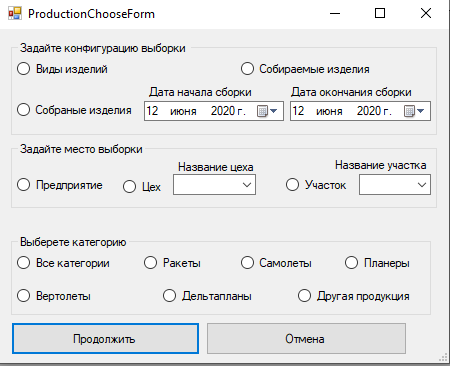 ProductionChooseForm
Задайте конфигурацию выборки
Виды изделий Собираемые изделия
Дата начала сборки Дата окончания сборки
Собраные изделия 12 июня 2020 г. 12 июня 2020 г.
Задайте место выборки
Название цеха Название участка
Предприятие Цех Участок
Выберете категорию
Все категории Ракеты Самолеты Планеры
Вертолеты Дельтапланы Другая продукция
Продолжить Отмена